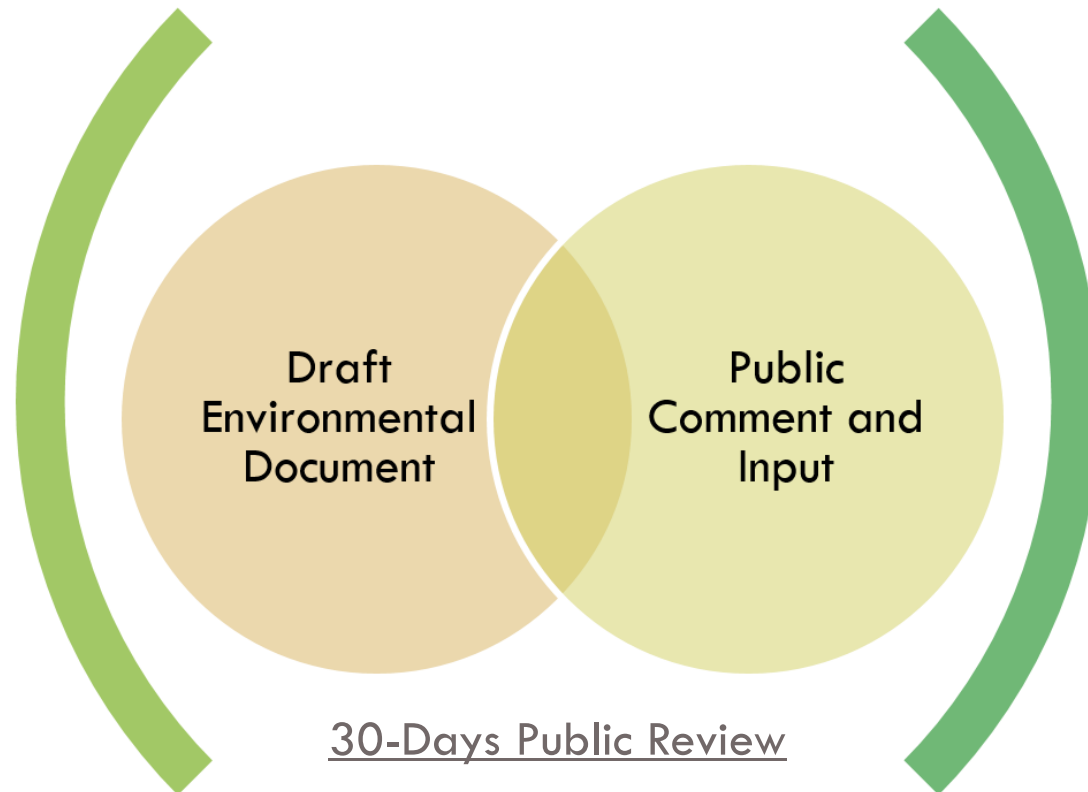 Draft
Environmental
Document
Public
Comment and
Input
30-Days Public Review